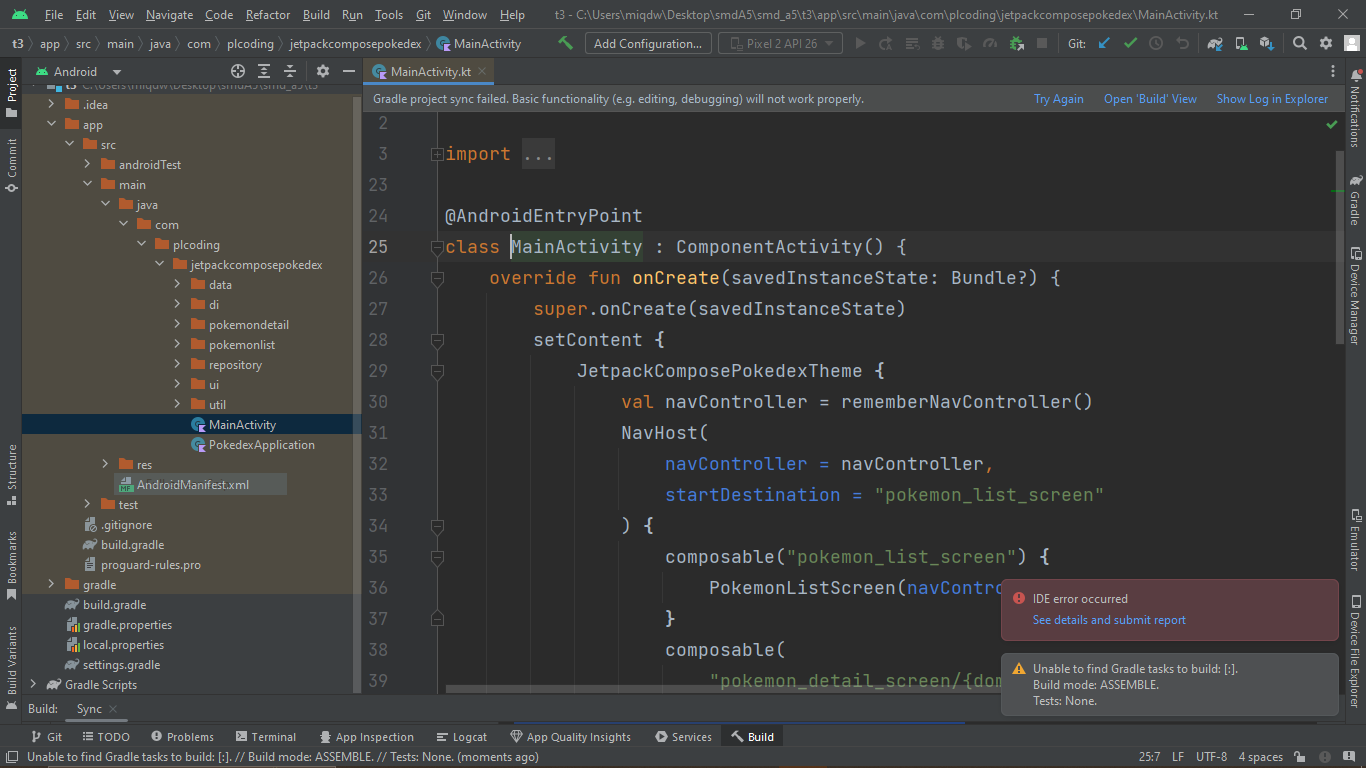 File Edit View Navigate Code Refactor Build Run Tools Git Window Help t3 - C:\Users\miqdw\Desktop\smdA5\smd_a5\t3\app\src\main\java\com\plcoding\jetpackcomposepokedex\MainActivity.kt
t3 app src main java com plcoding jetpackcomposepokedex MainActivity Add Configuration... Pixel 2 API 26 Git:
Project
Commit
Structure
Bookmarks
Build Variants
Android
t3 C:\Users\miqdw\Desktop\smdA5\smd_a5\t3
.idea
app
src
androidTest
main
java
com
plcoding
jetpackcomposepokedex
data
di
pokemondetail
pokemonlist
repository
ui
util
MainActivity
PokedexApplication
res
AndroidManifest.xml
test
.gitignore
build.gradle
proguard-rules.pro
gradle
build.gradle
gradle.properties
local.properties
settings.gradle
Gradle Scripts
MainActivity.kt
Gradle project sync failed. Basic functionality (e.g. editing, debugging) will not work properly. Try Again Open 'Build' View Show Log in Explorer
2
3 import ...
23
24 @AndroidEntryPoint
25 class MainActivity : ComponentActivity() {
26 override fun onCreate(savedInstanceState: Bundle?) {
27 super.onCreate(savedInstanceState)
28 setContent {
29 JetpackComposePokedexTheme {
30 val navController = rememberNavController()
31 NavHost(
32 navController = navController,
33 startDestination = "pokemon_list_screen"
34 ) {
35 composable("pokemon_list_screen") {
36 PokemonListScreen(navContro
37 }
38 composable(
39 "pokemon_detail_screen/{dom
IDE error occurred
See details and submit report
Unable to find Gradle tasks to build: [:].
Build mode: ASSEMBLE.
Tests: None.
Notifications
Gradle
Device Manager
Emulator
Device File Explorer
Build: Sync
Git TODO Problems Terminal App Inspection Logcat App Quality Insights Services Build
Unable to find Gradle tasks to build: [:]. // Build mode: ASSEMBLE. // Tests: None. (moments ago) 25:7 LF UTF-8 4 spaces